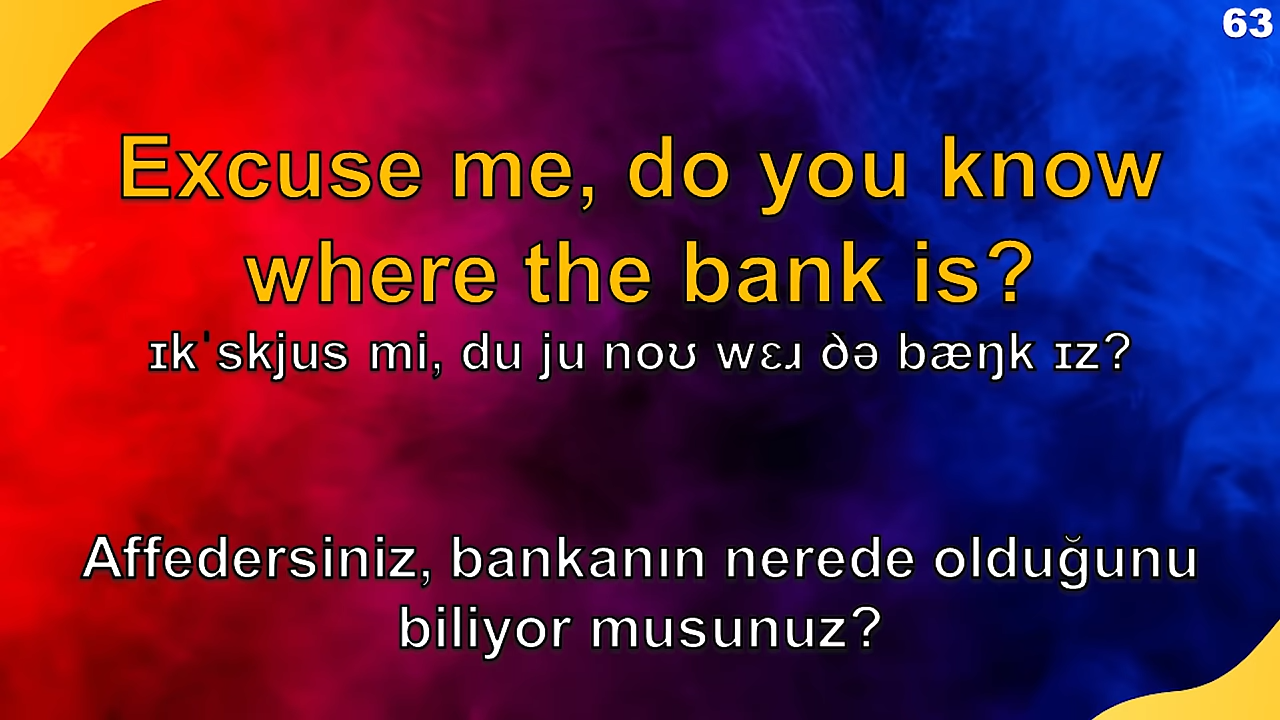 63
Excuse me, do you know
where the bank is?
ɪkˈskjus mi, du ju noʊ wɛɹ ðə bæŋk ɪz?
Affedersiniz, bankanın nerede olduğunu
biliyor musunuz?